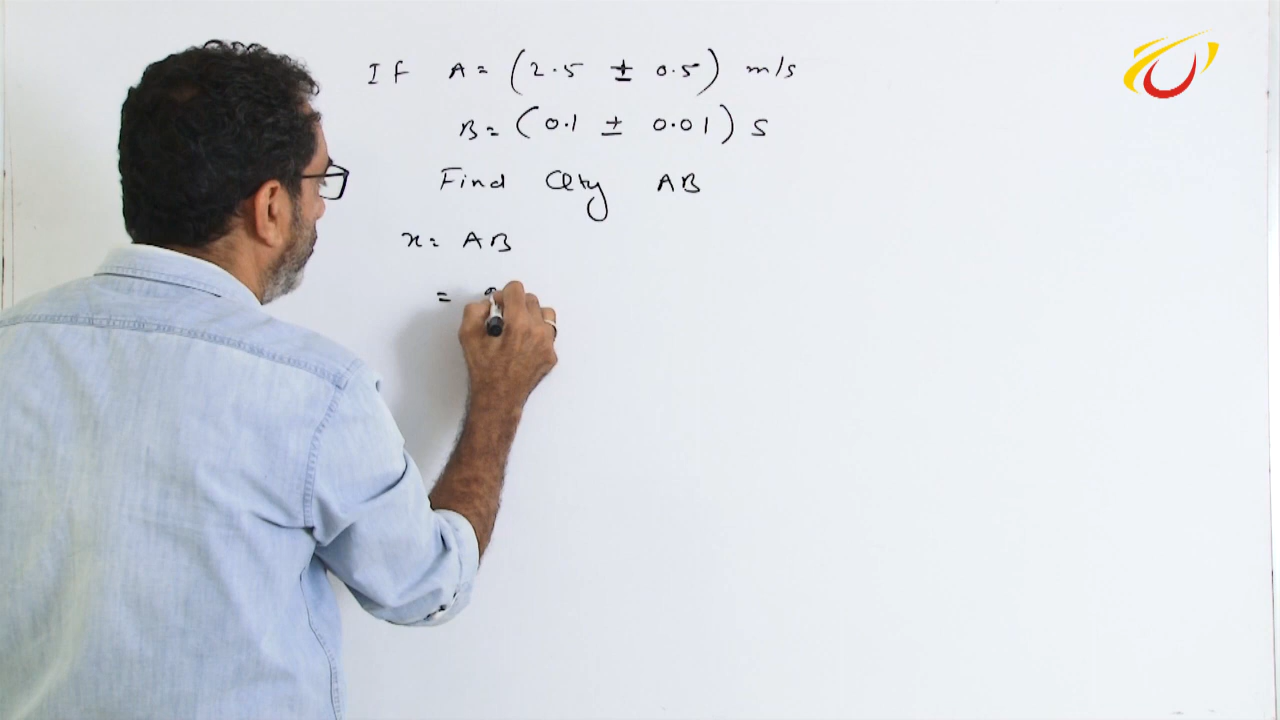 If A = (2.5 ± 0.5) m/s
B = (0.1 ± 0.01) S
Find Qty AB
x = AB
=